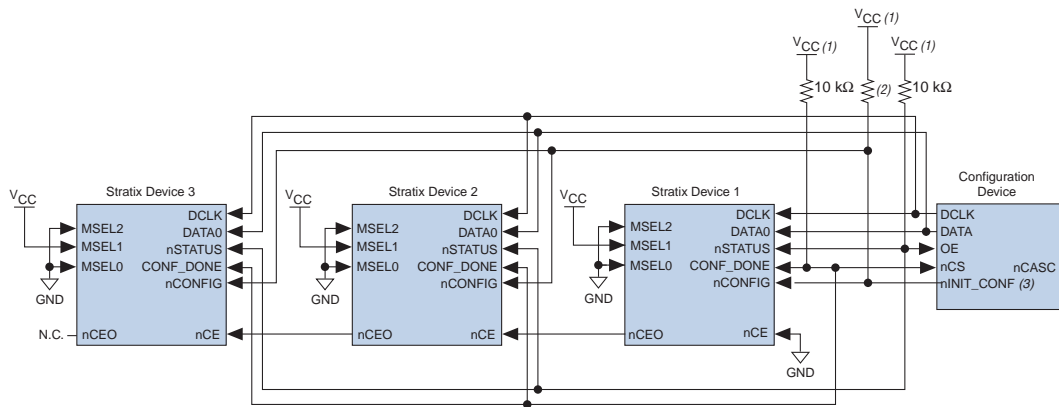 VCC (1)
VCC (1)
VCC (1)
10 kΩ
(2)
10 kΩ
Stratix Device 3
Stratix Device 2
Stratix Device 1
Configuration
Device
VCC
MSEL2
MSEL1
MSEL0
GND
DCLK
DATA0
nSTATUS
CONF_DONE
nCONFIG
N.C.
nCEO
nCE
VCC
MSEL2
MSEL1
MSEL0
GND
DCLK
DATA0
nSTATUS
CONF_DONE
nCONFIG
nCEO
nCE
VCC
MSEL2
MSEL1
MSEL0
GND
DCLK
DATA0
nSTATUS
CONF_DONE
nCONFIG
nCEO
nCE
GND
DCLK
DATA
OE
nCS
nCASC
nINIT_CONF (3)